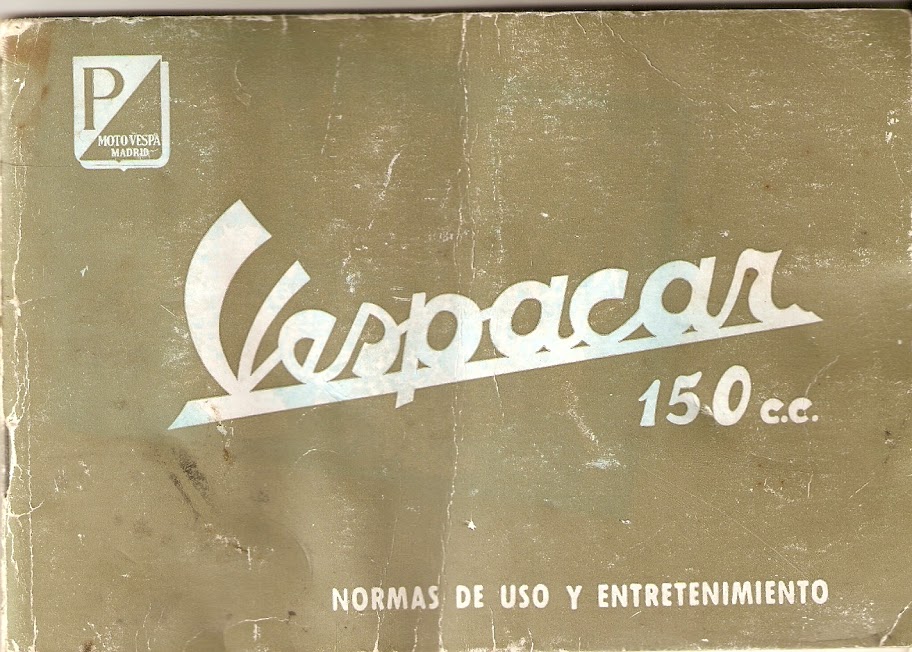 P
MOTO VESPA
MADRID
Vespacar
150 c.c.
NORMAS DE USO Y ENTRETENIMIENTO